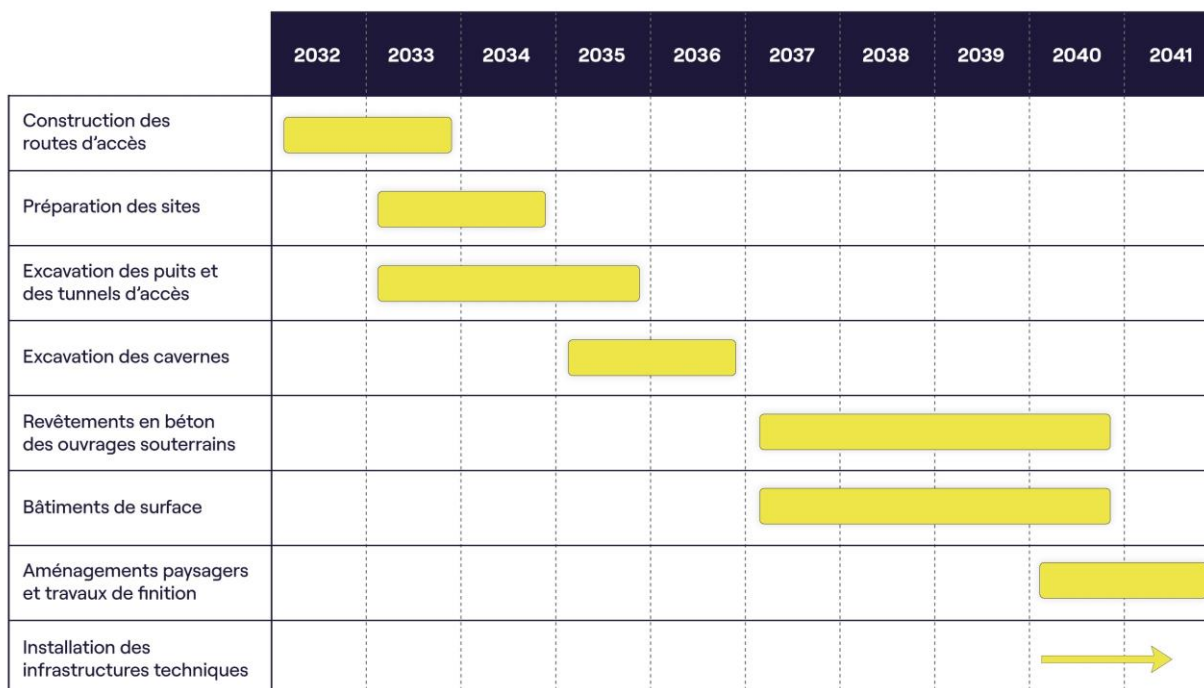 2032 2033 2034 2035 2036 2037 2038 2039 2040 2041
Construction des
routes d’accès
Préparation des sites
Excavation des puits et
des tunnels d’accès
Excavation des cavernes
Revêtements en béton
des ouvrages souterrains
Bâtiments de surface
Aménagements paysagers
et travaux de finition
Installation des
infrastructures techniques